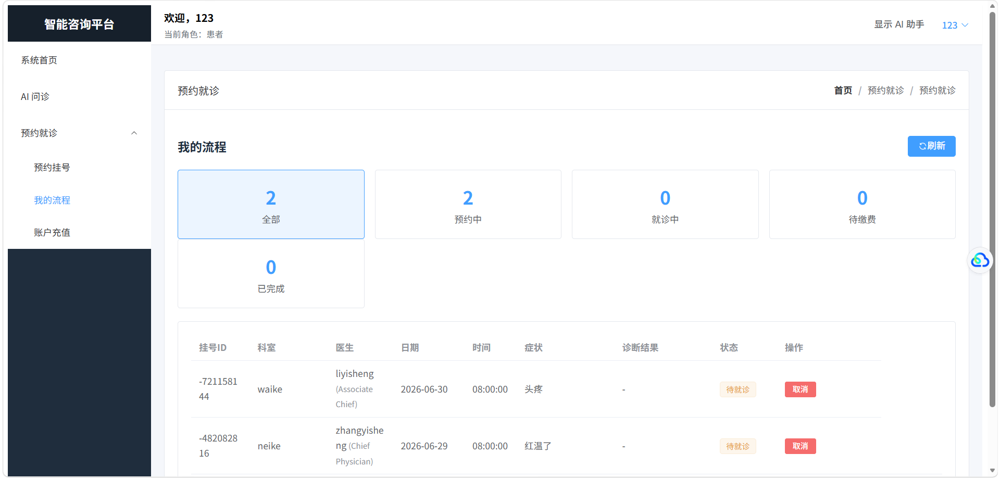 智能咨询平台
欢迎，123
当前角色：患者
显示 AI 助手
123
系统首页
AI 问诊
预约就诊
预约挂号
我的流程
账户充值
预约就诊
首页 / 预约就诊 / 预约就诊
我的流程
刷新
2
全部
2
预约中
0
就诊中
0
待缴费
0
已完成
挂号ID 科室 医生 日期 时间 症状 诊断结果 状态 操作
-7211581
44
waike
liyisheng
(Associate
Chief)
2026-06-30
08:00:00
头疼
-
待就诊
取消
-4820828
16
neike
zhangyishe
ng (Chief
Physician)
2026-06-29
08:00:00
红温了
-
待就诊
取消